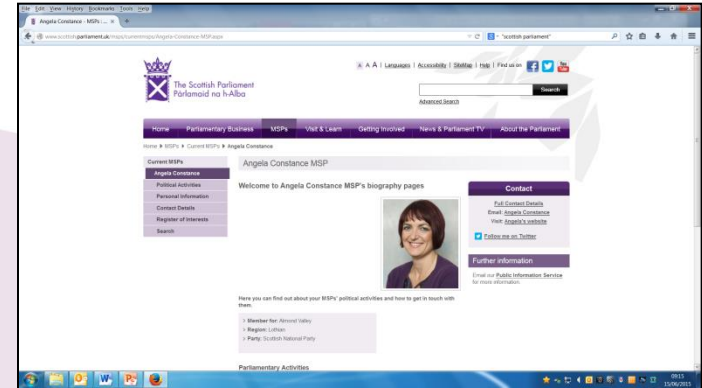 File Edit View History Bookmarks Tools Help
Angela Constance - MSPs : ... × +
www.scottish.parliament.uk/msps/currentmsps/Angela-Constance-MSP.aspx
"scottish parliament"
A A A | Languages | Accessibility | SiteMap | Help | Find us on
The Scottish Parliament
Pàrlamaid na h-Alba
Search
Advanced Search
Home Parliamentary Business MSPs Visit & Learn Getting Involved News & Parliament TV About the Parliament
Home MSPs Current MSPs Angela Constance
Current MSPs
Angela Constance
Political Activities
Personal Information
Contact Details
Register of Interests
Search
Angela Constance MSP
Welcome to Angela Constance MSP's biography pages
Contact
Full Contact Details
Email: Angela Constance
Visit: Angela's website
Follow me on Twitter
Further information
Email our Public Information Service
for more information.
Here you can find out about your MSPs' political activities and how to get in touch with
them.
> Member for: Almond Valley
> Region: Lothian
> Party: Scottish National Party
Parliamentary Activities
09:15
15/06/2015